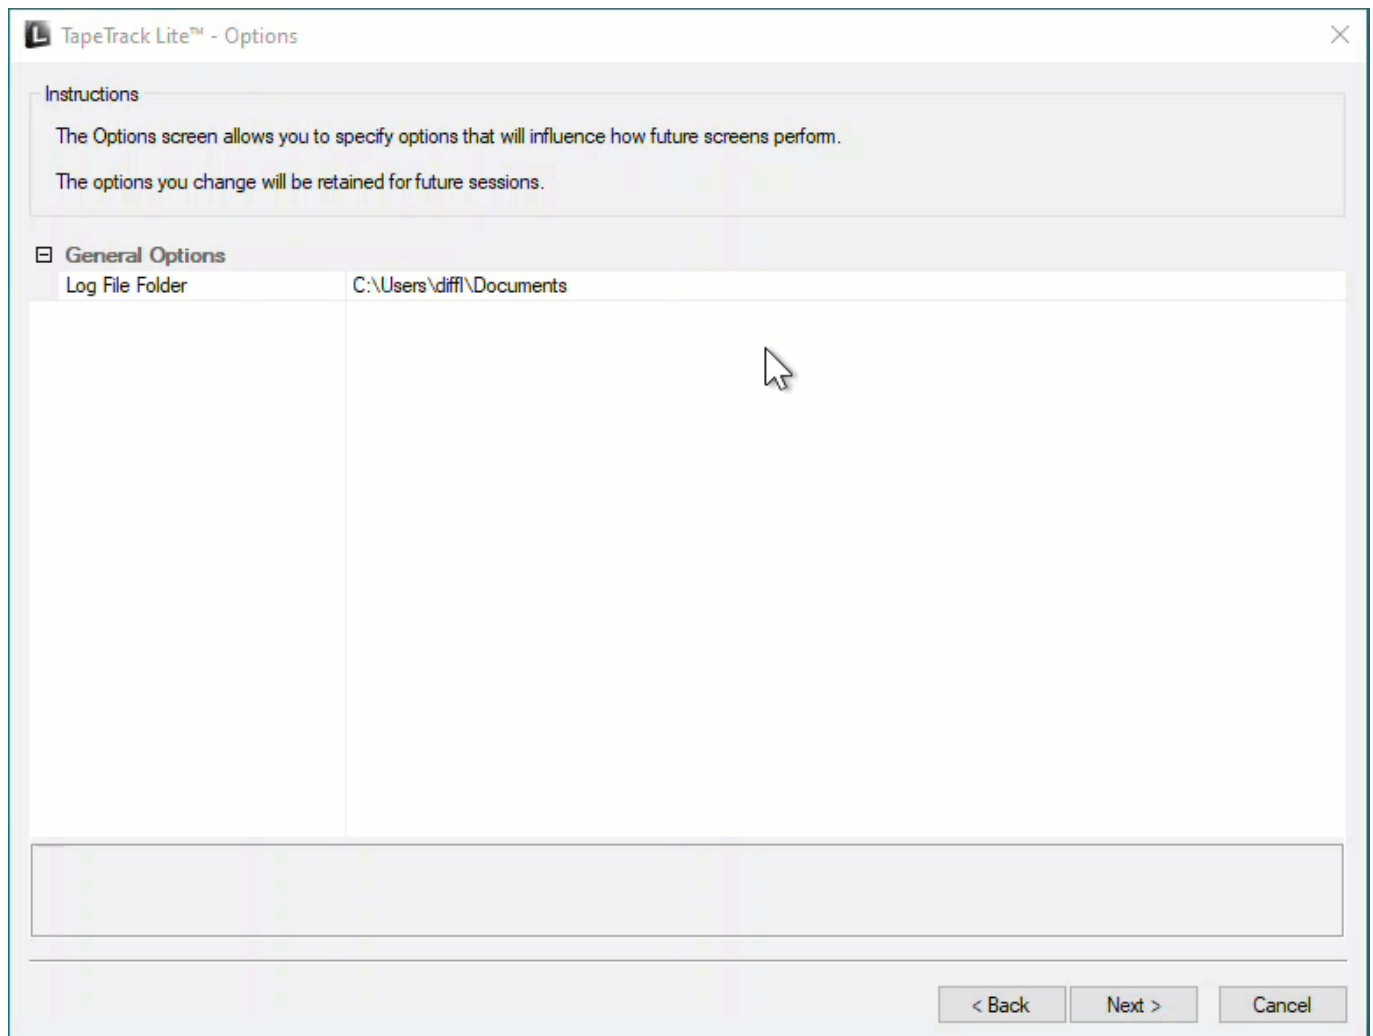 TapeTrack Lite™ - Options
Instructions
The Options screen allows you to specify options that will influence how future screens perform.
The options you change will be retained for future sessions.
General Options
Log File Folder C:\Users\diffl\Documents
< Back Next > Cancel